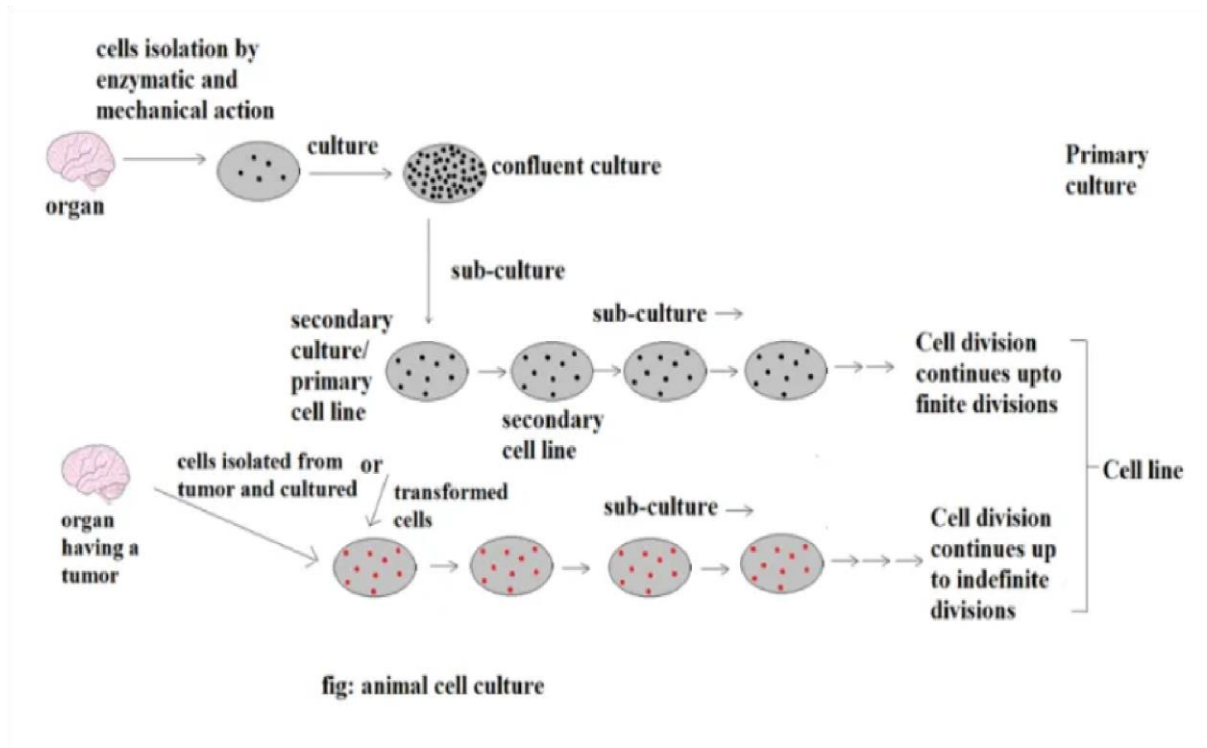 cells isolation by
enzymatic and
mechanical action
culture
confluent culture
Primary
culture
organ
sub-culture
secondary
culture/
primary
cell line
sub-culture
Cell division
continues upto
finite divisions
secondary
cell line
Cell line
cells isolated from
tumor and cultured
or
transformed
cells
organ
having a
tumor
sub-culture
Cell division
continues up
to indefinite
divisions
fig: animal cell culture